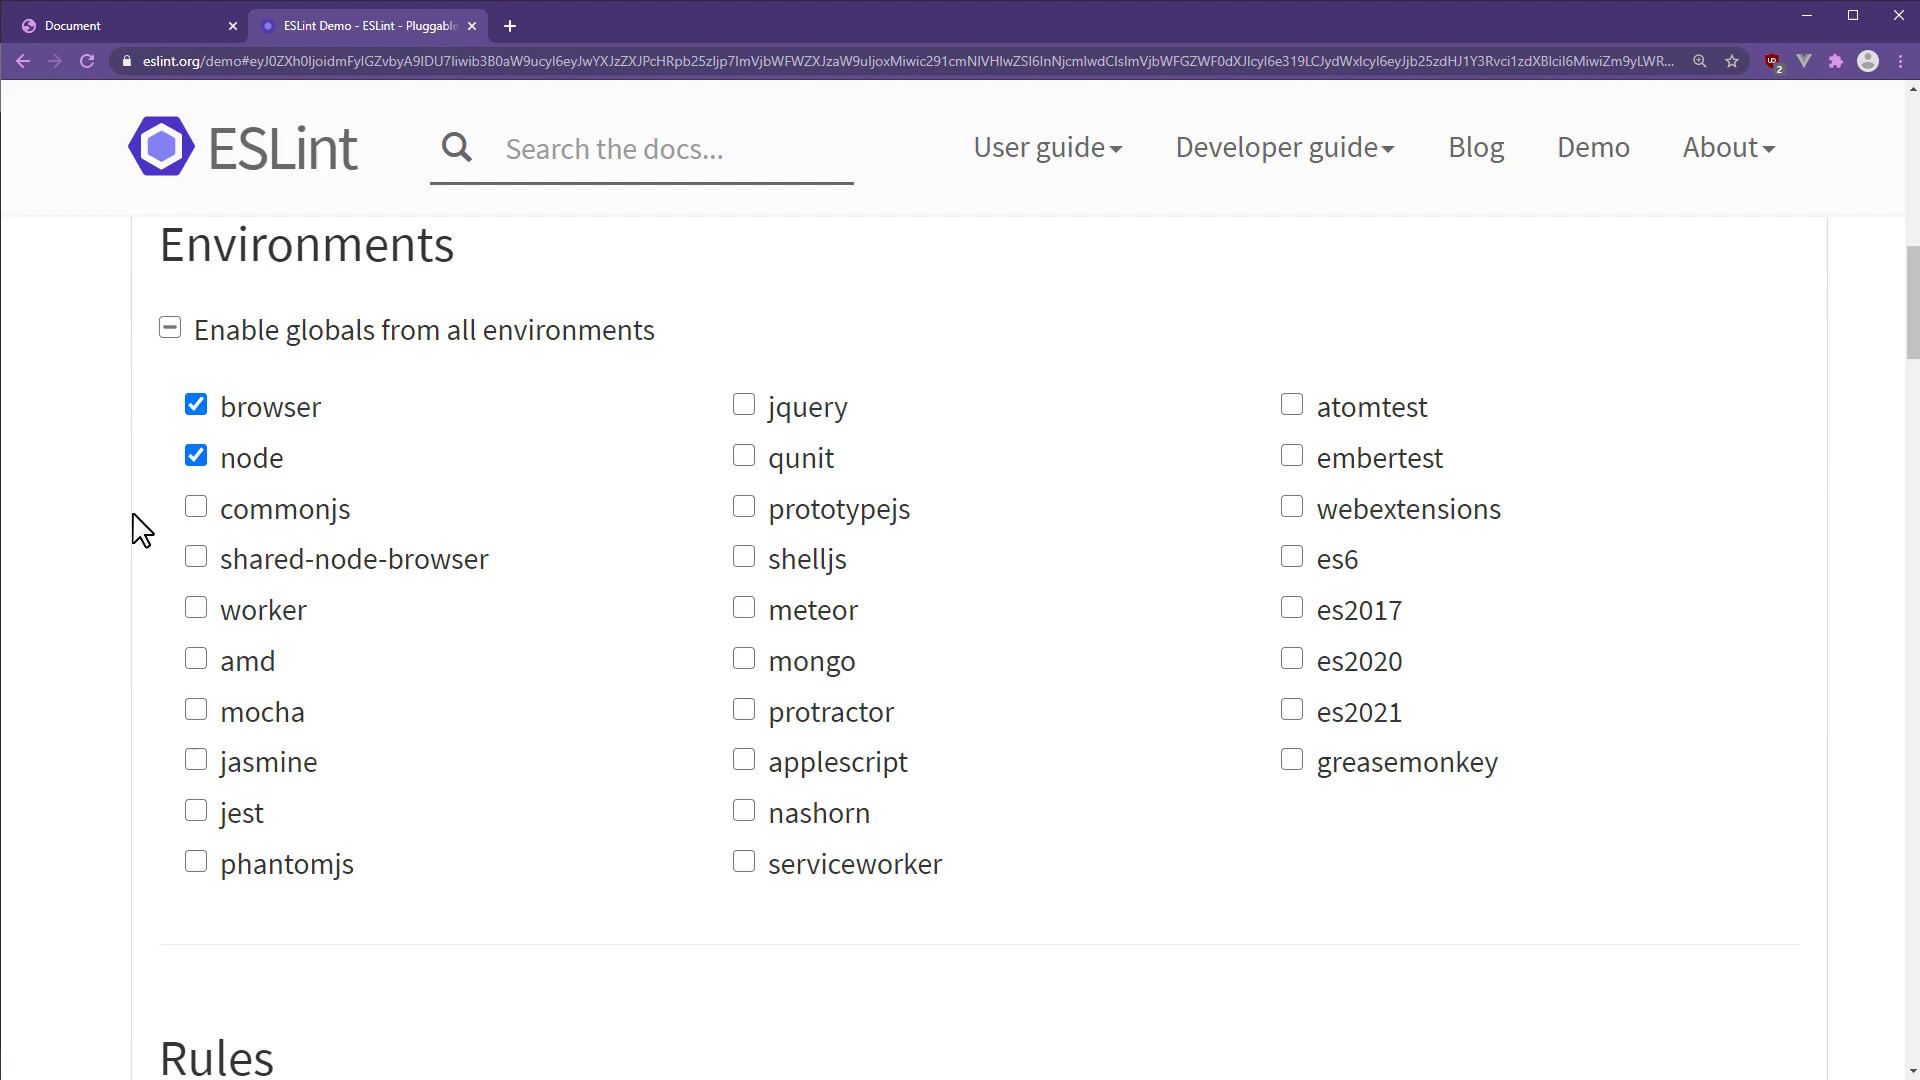 Document
ESLint Demo - ESLint - Pluggable
ESLint
Search the docs...
User guide
Developer guide
Blog
Demo
About
Environments
Enable globals from all environments
browser
node
commonjs
shared-node-browser
worker
amd
mocha
jasmine
jest
phantomjs
jquery
qunit
prototypejs
shelljs
meteor
mongo
protractor
applescript
nashorn
serviceworker
atomtest
embertest
webextensions
es6
es2017
es2020
es2021
greasemonkey
Rules